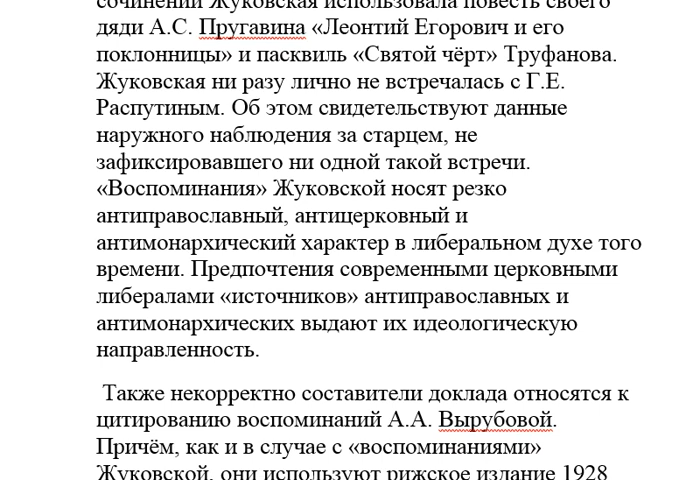 сочинении Жуковская использовала повесть своего
дяди А.С. Пругавина «Леонтий Егорович и его
поклонницы» и пасквиль «Святой чёрт» Труфанова.
Жуковская ни разу лично не встречалась с Г.Е.
Распутиным. Об этом свидетельствуют данные
наружного наблюдения за старцем, не
зафиксировавшего ни одной такой встречи.
«Воспоминания» Жуковской носят резко
антиправославный, антицерковный и
антимонархический характер в либеральном духе того
времени. Предпочтения современными церковными
либералами «источников» антиправославных и
антимонархических выдают их идеологическую
направленность.
Также некорректно составители доклада относятся к
цитированию воспоминаний А.А. Вырубовой.
Причём, как и в случае с «воспоминаниями»
Жуковской, они используют рижское издание 1928